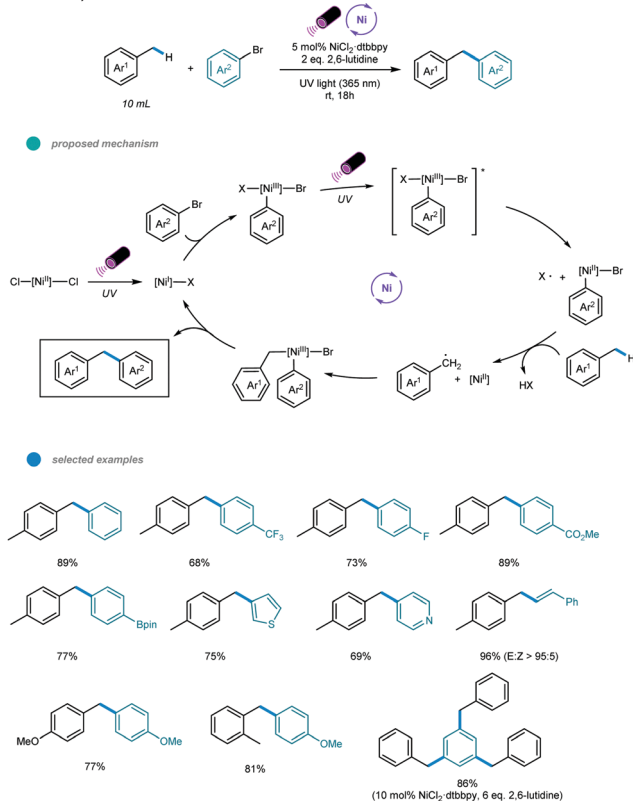 Ni
Ar1
H
10 mL
+
Ar2
Br
5 mol% NiCl2·dtbbpy
2 eq. 2,6-lutidine
UV light (365 nm)
rt, 18h
Ar1
Ar2
proposed mechanism
Br
Ar2
X—[NiIII]—Br
Ar2
UV
X—[NiIII]—Br
Ar2
*
Cl—[NiII]—Cl
UV
[NiI]—X
Ni
X· +
[NiII]—Br
Ar2
Ar1
Ar2
[NiIII]—Br
Ar1
Ar2
ĊH2
Ar1
+ [NiII]
HX
Ar1
H
selected examples
89%
CF3
68%
F
73%
CO2Me
89%
Bpin
77%
S
75%
N
69%
Ph
96% (E:Z > 95:5)
MeO
OMe
77%
OMe
81%
86%
(10 mol% NiCl2·dtbbpy, 6 eq. 2,6-lutidine)